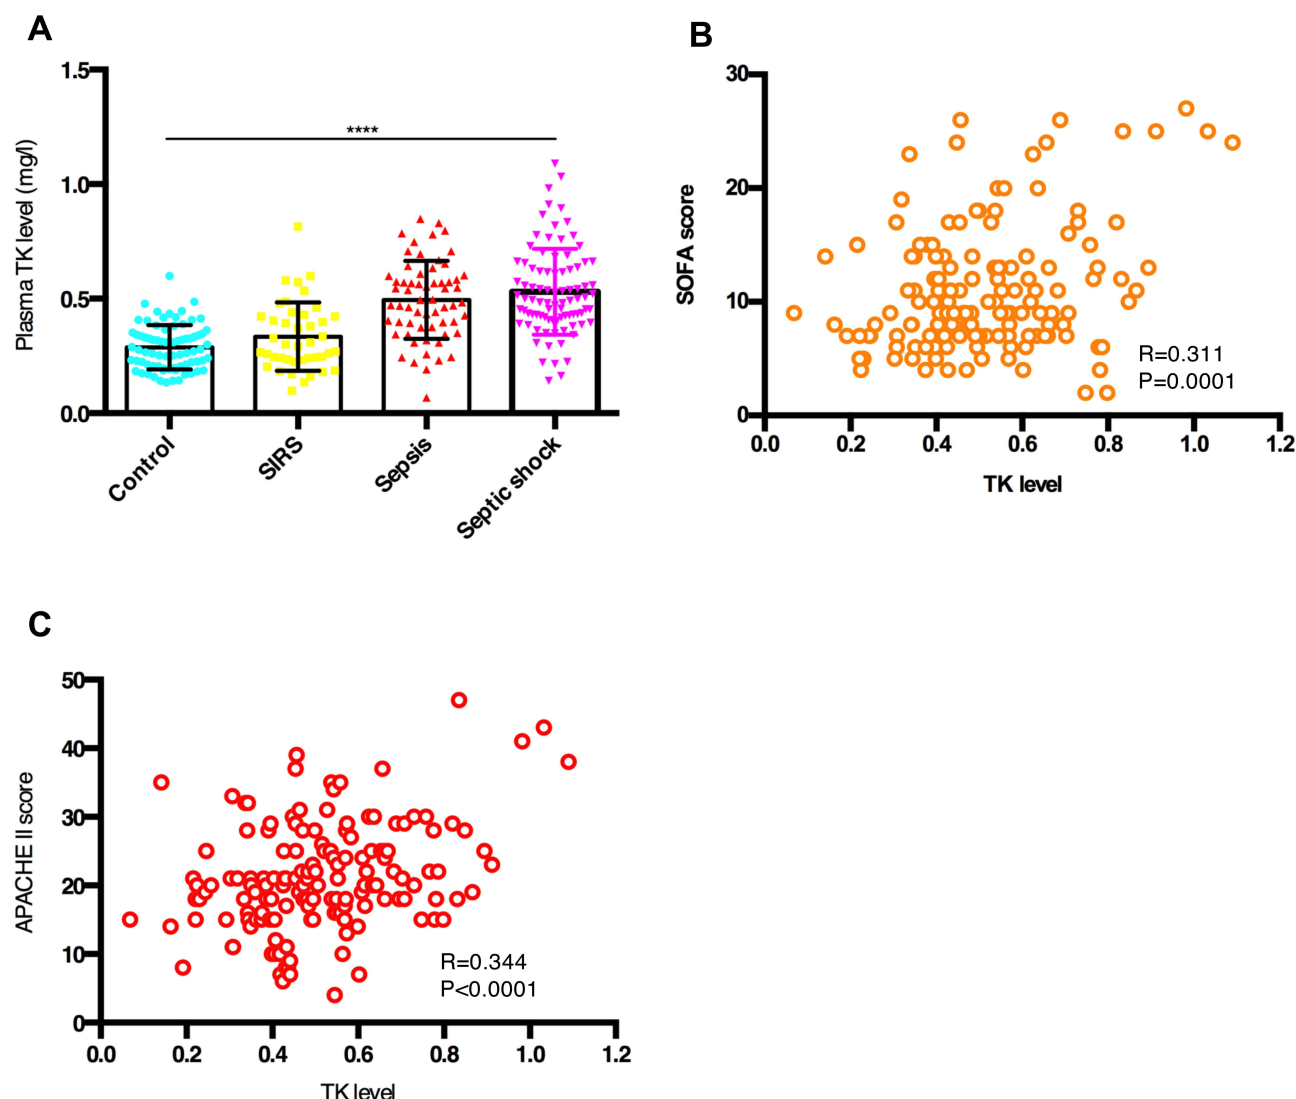 A
Plasma TK level (mg/l)
1.5
1.0
0.5
0.0
****
Control
SIRS
Sepsis
Septic shock
B
SOFA score
30
20
10
0
R=0.311
P=0.0001
0.0 0.2 0.4 0.6 0.8 1.0 1.2
TK level
C
APACHE II score
50
40
30
20
10
0
R=0.344
P<0.0001
0.0 0.2 0.4 0.6 0.8 1.0 1.2
TK level